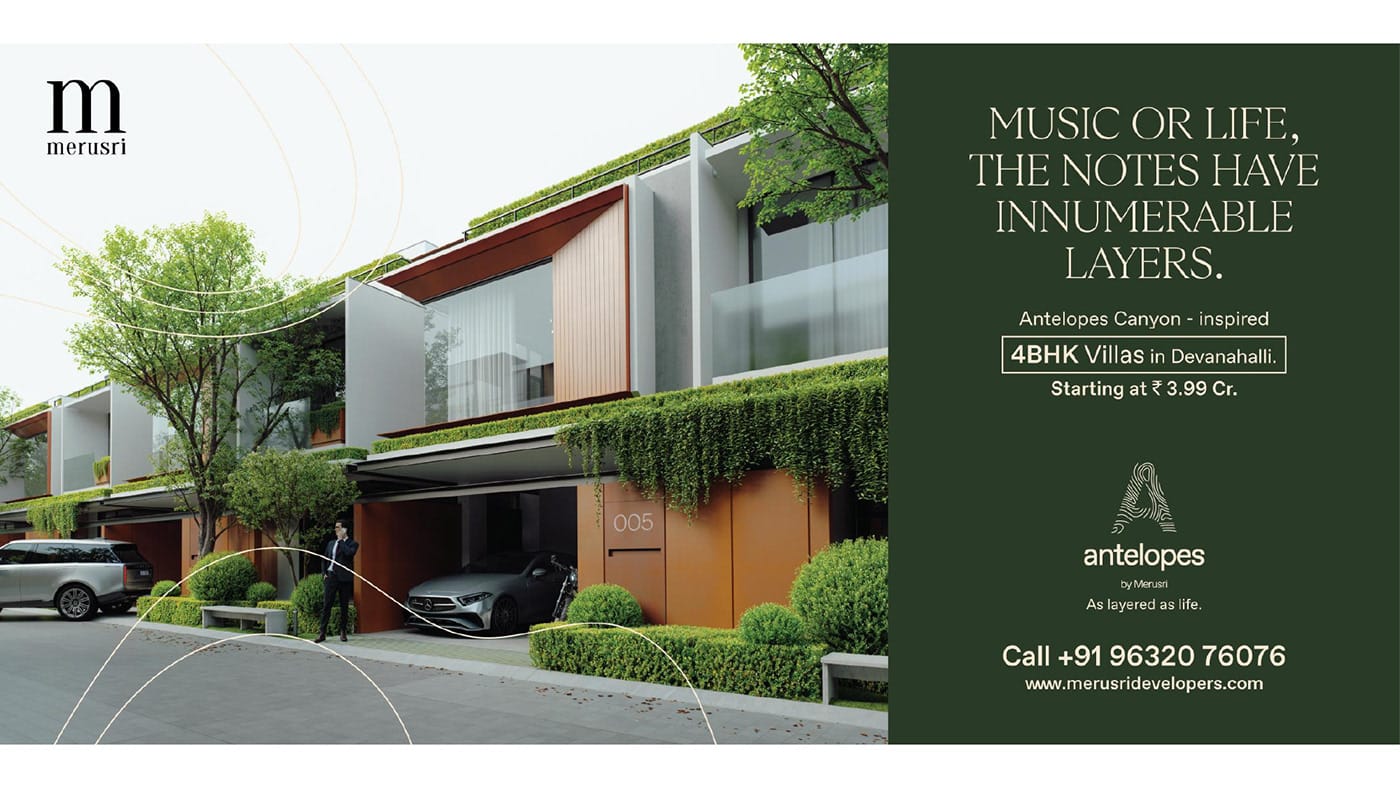 m
merusri
005
MUSIC OR LIFE,
THE NOTES HAVE
INNUMERABLE
LAYERS.
Antelopes Canyon - inspired
4BHK Villas in Devanahalli.
Starting at ₹ 3.99 Cr.
antelopes
by Merusri
As layered as life.
Call +91 96320 76076
www.merusridevelopers.com